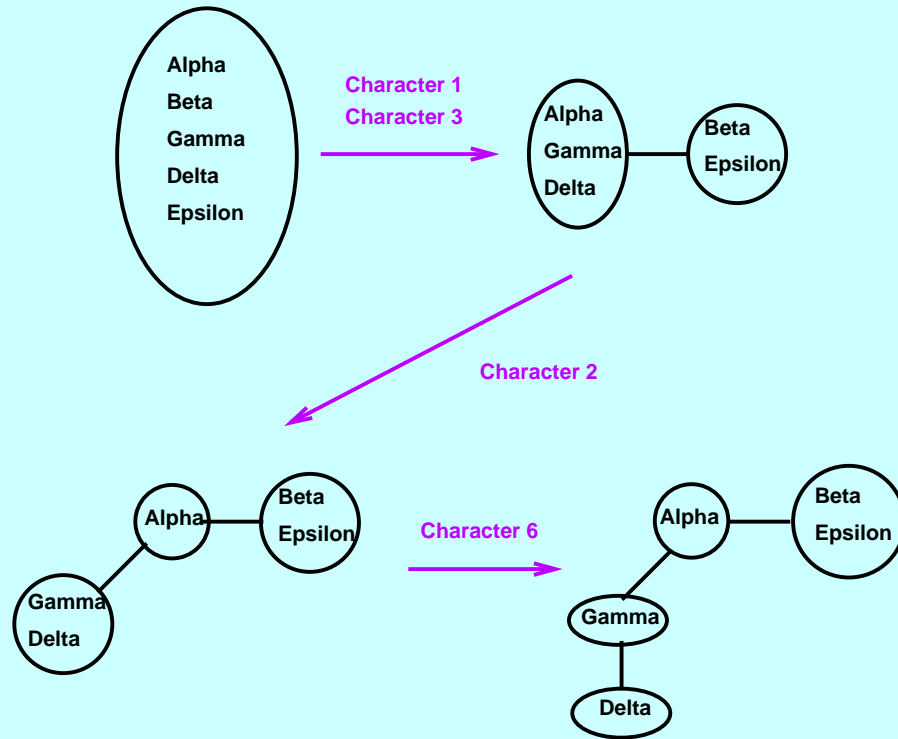 Alpha
Beta
Gamma
Delta
Epsilon
Character 1
Character 3
Alpha
Gamma
Delta
Beta
Epsilon
Character 2
Alpha
Beta
Epsilon
Gamma
Delta
Character 6
Alpha
Beta
Epsilon
Gamma
Delta